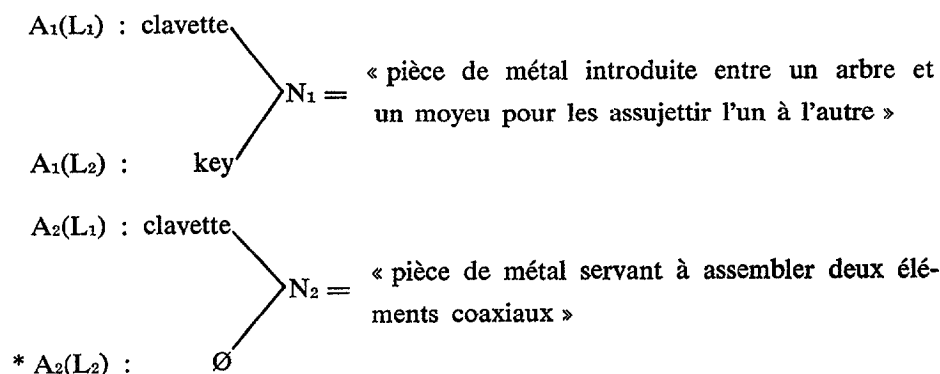 A₁(L₁) : clavette
N₁ = « pièce de métal introduite entre un arbre et
un moyeu pour les assujettir l'un à l'autre »
A₁(L₂) : key
A₂(L₁) : clavette
N₂ = « pièce de métal servant à assembler deux élé-
ments coaxiaux »
* A₂(L₂) : Ø